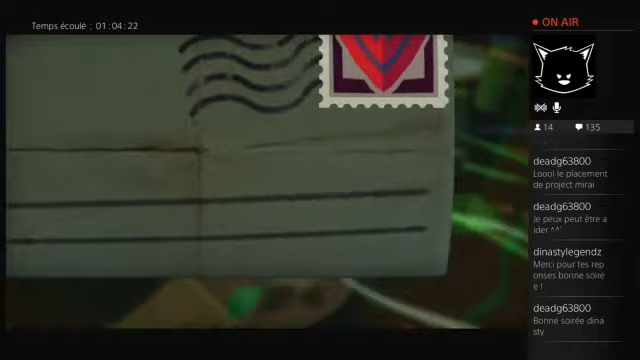 Temps écoulé : 01:04:22
ON AIR
14 135
deadg63800
Loool le placement
de project mirai
deadg63800
Je peux peut être a
ider ^^'
dinastylegendz
Merci pour tes rep
onses bonne soiré
e !
deadg63800
Bonne soirée dina
sty